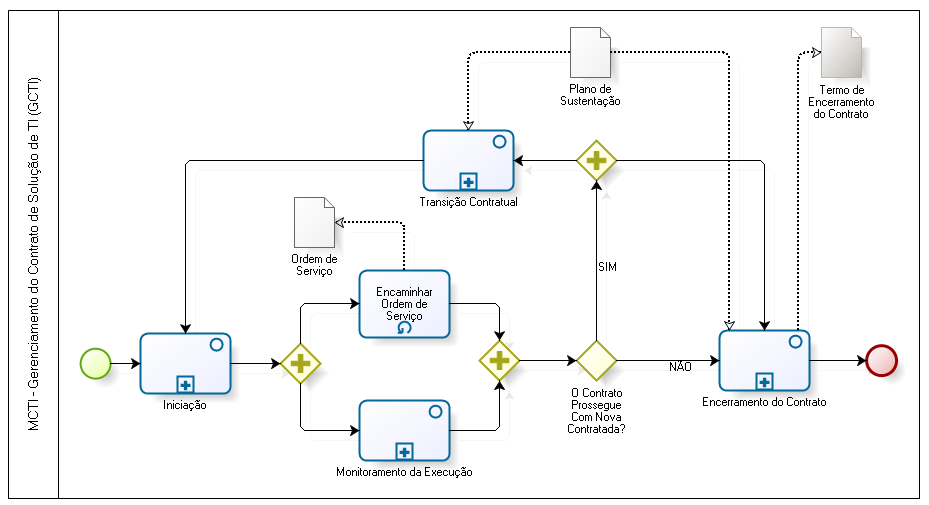 MCTI - Gerenciamento do Contrato de Solução de TI (GCTI)
Plano de
Sustentação
Termo de
Encerramento
do Contrato
Transição Contratual
Ordem de
Serviço
SIM
Encaminhar
Ordem de
Serviço
Iniciação
NÃO
O Contrato
Prossegue
Com Nova
Contratada?
Encerramento do Contrato
Monitoramento da Execução